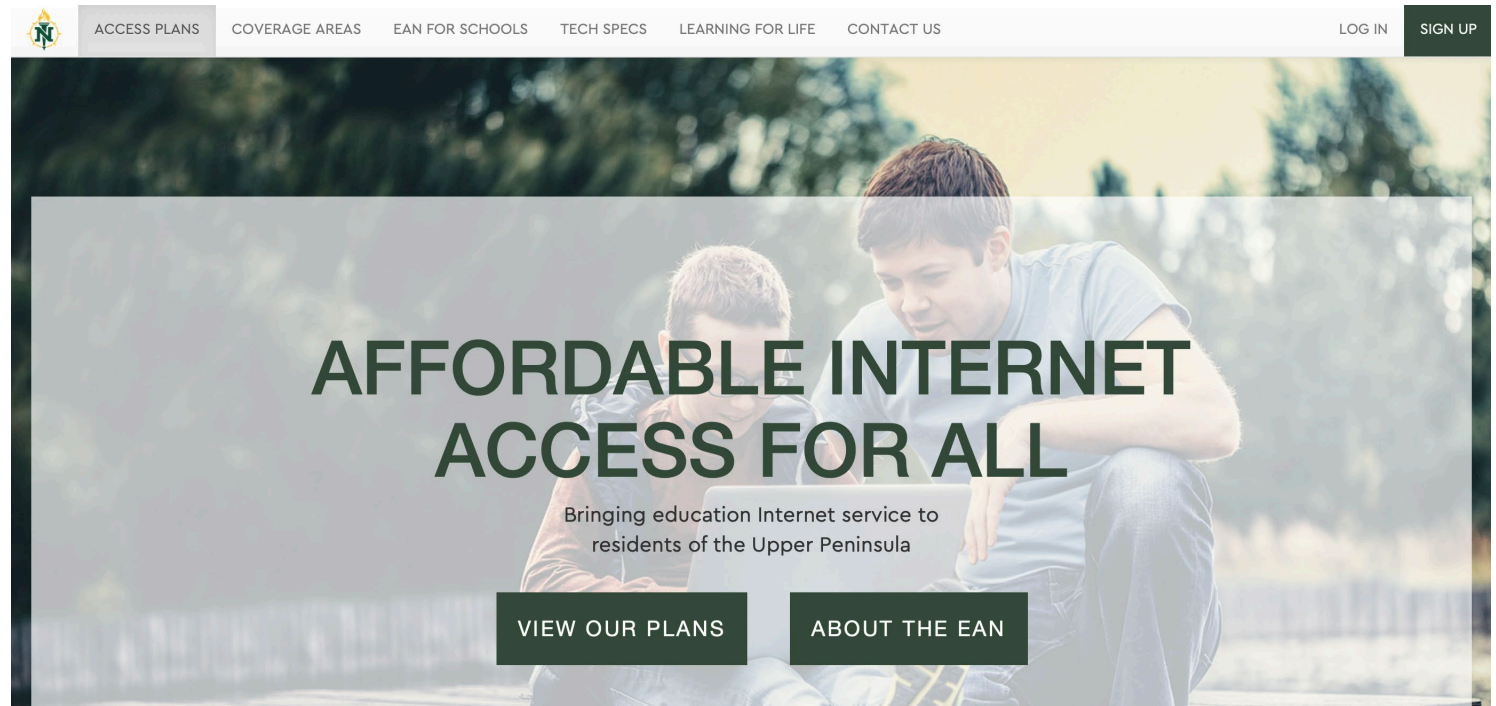 N
ACCESS PLANS
COVERAGE AREAS
EAN FOR SCHOOLS
TECH SPECS
LEARNING FOR LIFE
CONTACT US
LOG IN
SIGN UP
AFFORDABLE INTERNET
ACCESS FOR ALL
Bringing education Internet service to
residents of the Upper Peninsula
VIEW OUR PLANS
ABOUT THE EAN